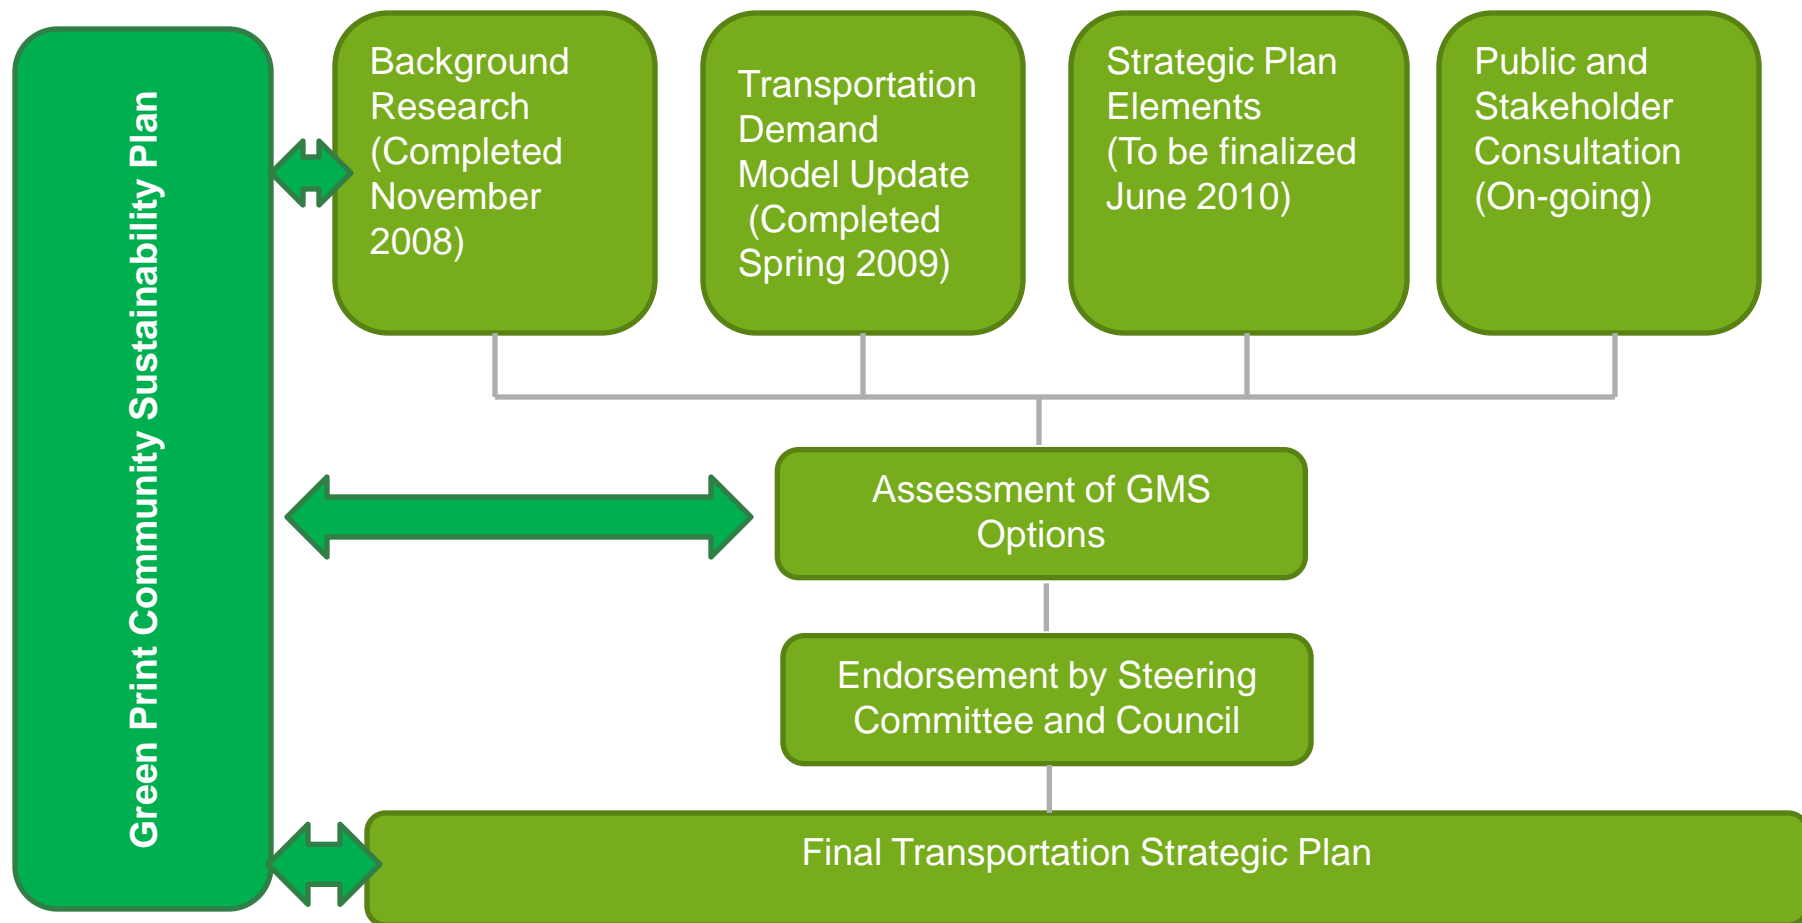 Green Print Community Sustainability Plan
Background
Research
(Completed
November
2008)
Transportation
Demand
Model Update
(Completed
Spring 2009)
Strategic Plan
Elements
(To be finalized
June 2010)
Public and
Stakeholder
Consultation
(On-going)
Assessment of GMS
Options
Endorsement by Steering
Committee and Council
Final Transportation Strategic Plan